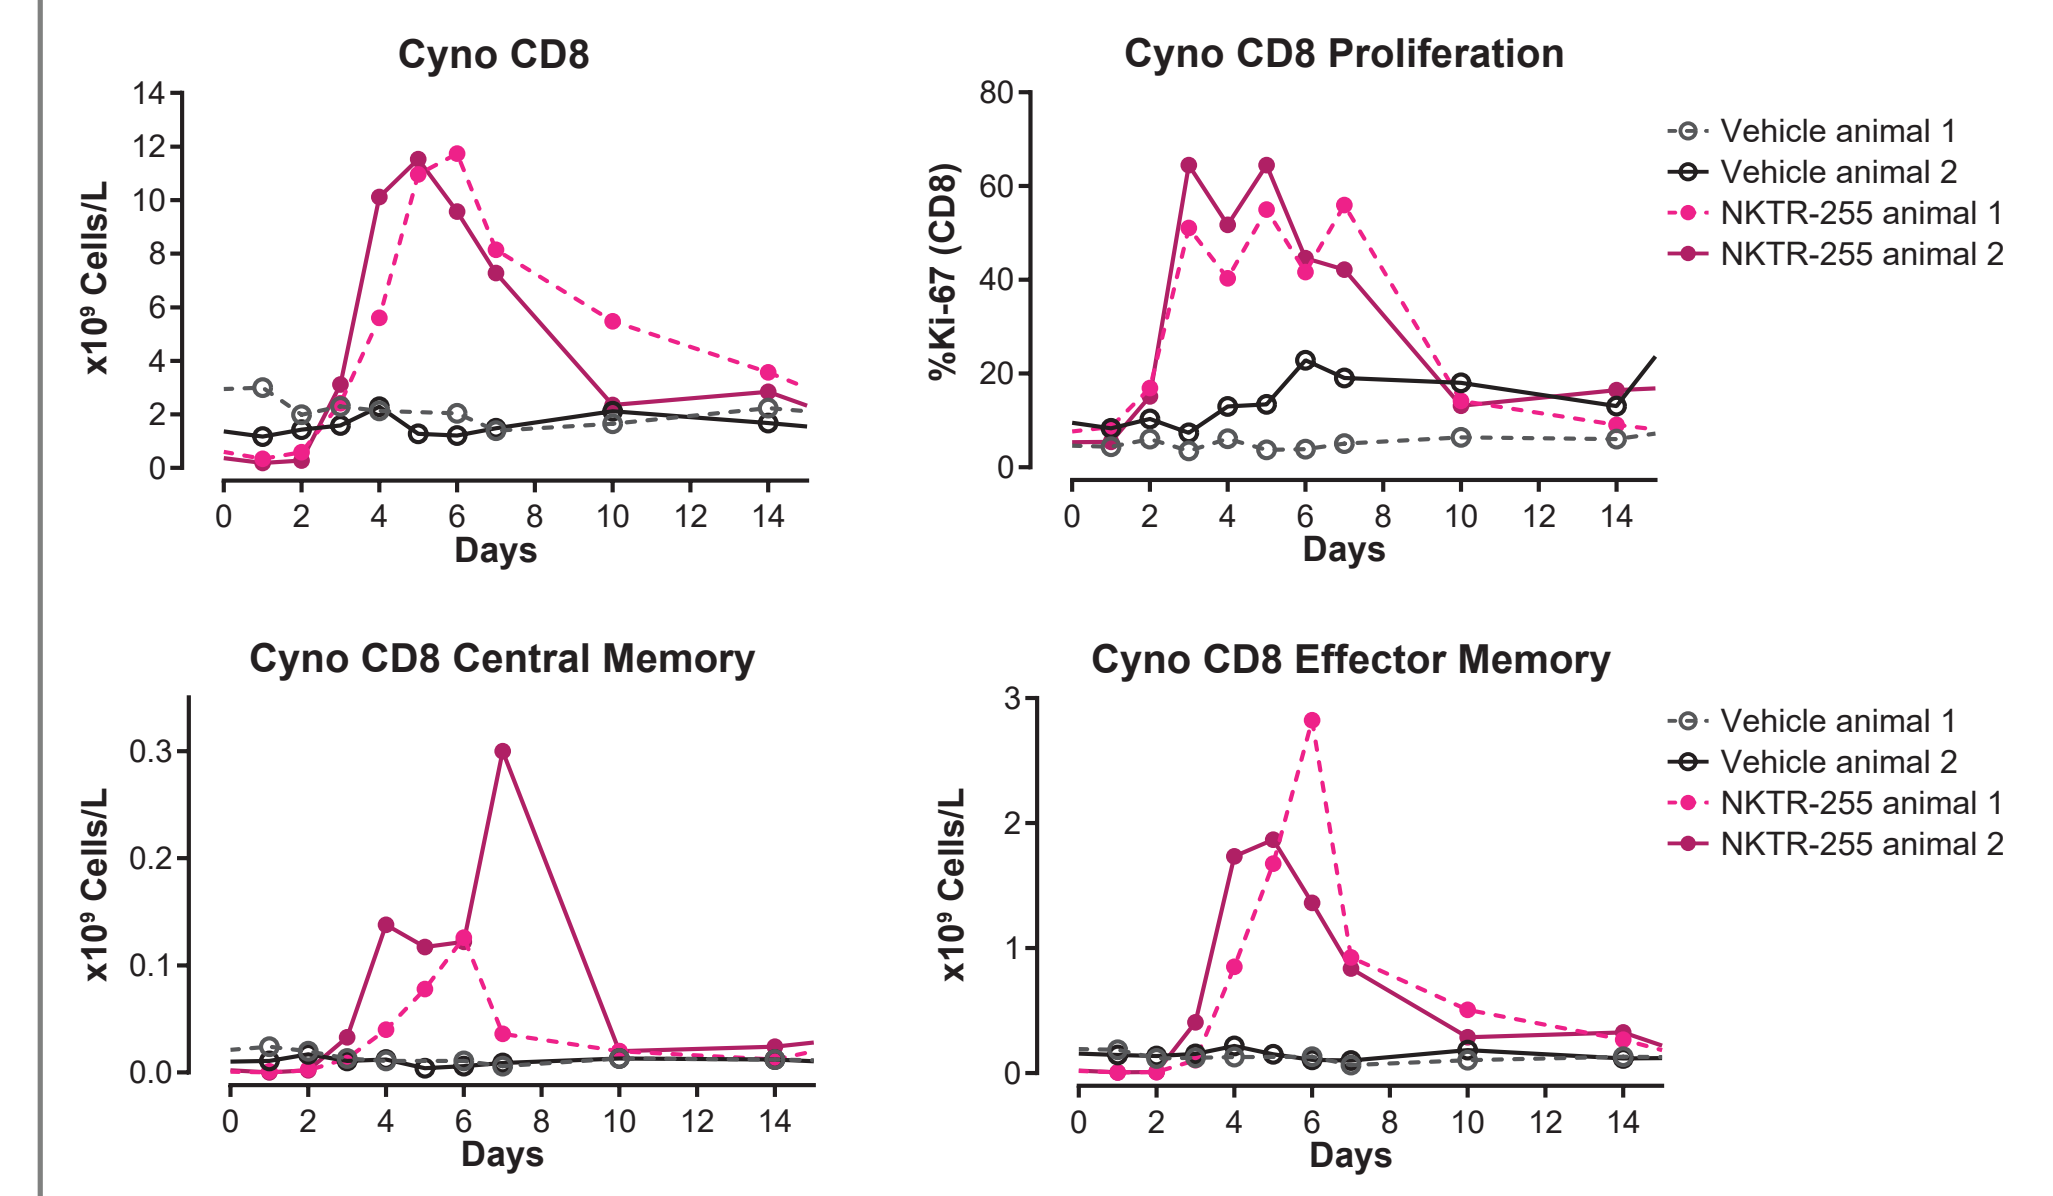 Cyno CD8
14
12
10
8
6
4
2
0
x10⁹ Cells/L
0 2 4 6 8 10 12 14
Days
Cyno CD8 Proliferation
80
60
40
20
0
%Ki-67 (CD8)
0 2 4 6 8 10 12 14
Days
Vehicle animal 1
Vehicle animal 2
NKTR-255 animal 1
NKTR-255 animal 2
Cyno CD8 Central Memory
0.3
0.2
0.1
0.0
x10⁹ Cells/L
0 2 4 6 8 10 12 14
Days
Cyno CD8 Effector Memory
3
2
1
0
x10⁹ Cells/L
0 2 4 6 8 10 12 14
Days
Vehicle animal 1
Vehicle animal 2
NKTR-255 animal 1
NKTR-255 animal 2